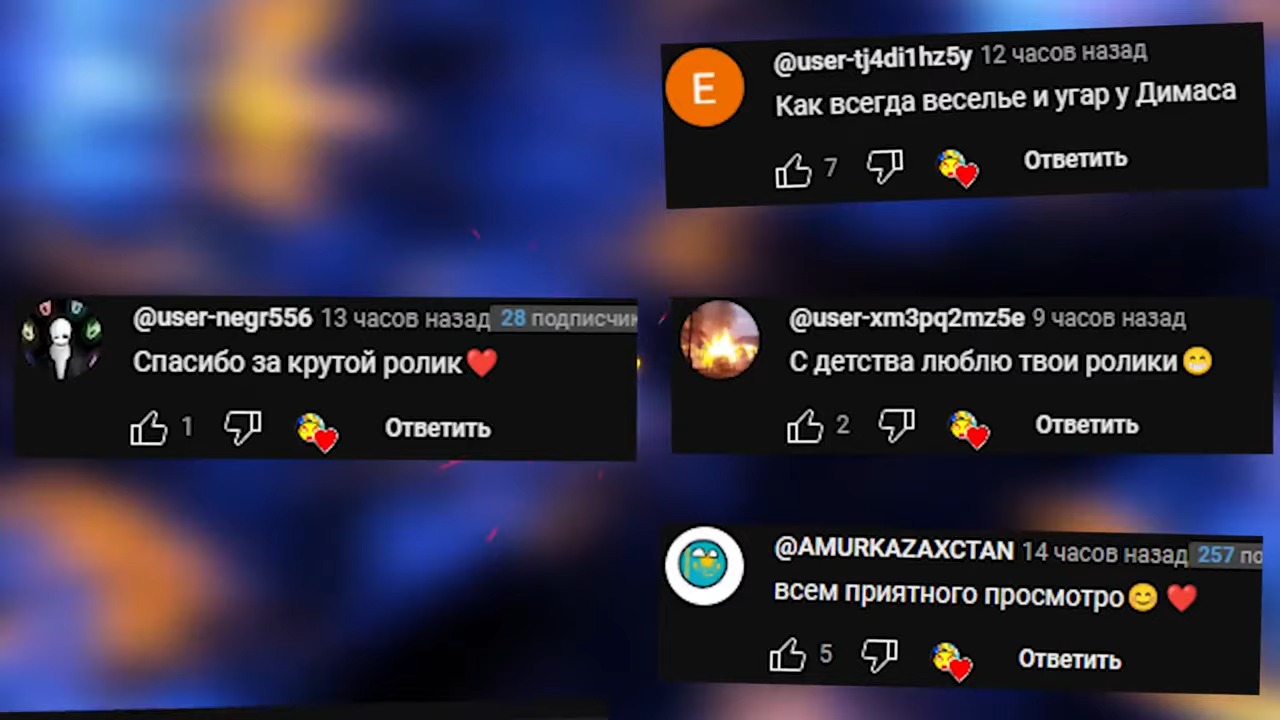 E
@user-tj4di1hz5y 12 часов назад
Как всегда веселье и угар у Димаса
7 Ответить
@user-negr556 13 часов назад 28 подписчик
Спасибо за крутой ролик❤️
1 Ответить
@user-xm3pq2mz5e 9 часов назад
С детства люблю твои ролики😁
2 Ответить
@AMURKAZAXCTAN 14 часов назад 257 по
всем приятного просмотро😊 ❤️
5 Ответить